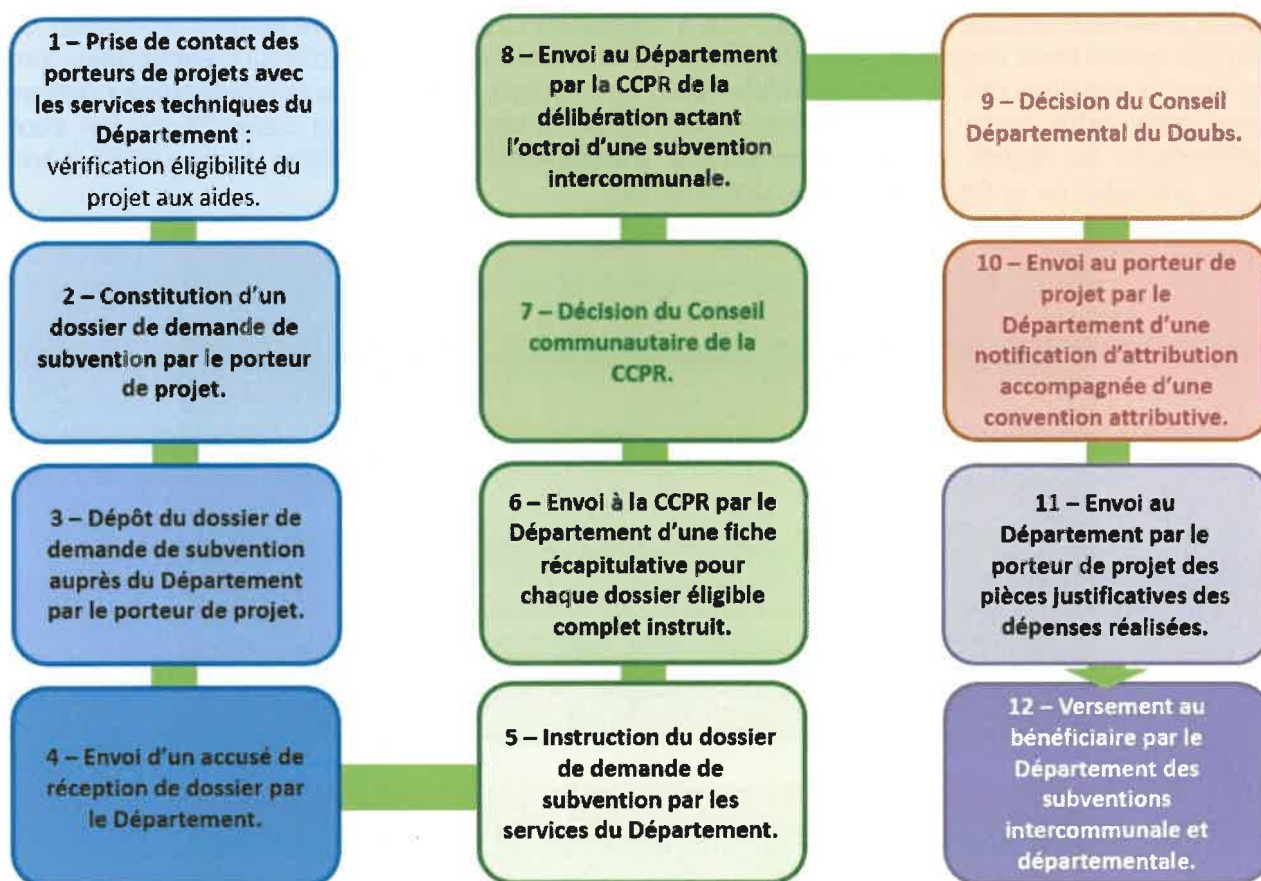 1 – Prise de contact des
porteurs de projets avec
les services techniques du
Département :
vérification éligibilité du
projet aux aides.
2 – Constitution d'un
dossier de demande de
subvention par le porteur
de projet.
3 – Dépôt du dossier de
demande de subvention
auprès du Département
par le porteur de projet.
4 – Envoi d'un accusé de
réception de dossier par
le Département.
5 – Instruction du dossier
de demande de
subvention par les
services du Département.
6 – Envoi à la CCPR par le
Département d'une fiche
récapitulative pour
chaque dossier éligible
complet instruit.
7 – Décision du Conseil
communautaire de la
CCPR.
8 – Envoi au Département
par la CCPR de la
délibération actant
l'octroi d'une subvention
intercommunale.
9 – Décision du Conseil
Départemental du Doubs.
10 – Envoi au porteur de
projet par le
Département d'une
notification d'attribution
accompagnée d'une
convention attributive.
11 – Envoi au
Département par le
porteur de projet des
pièces justificatives des
dépenses réalisées.
12 – Versement au
bénéficiaire par le
Département des
subventions
intercommunale et
départementale.